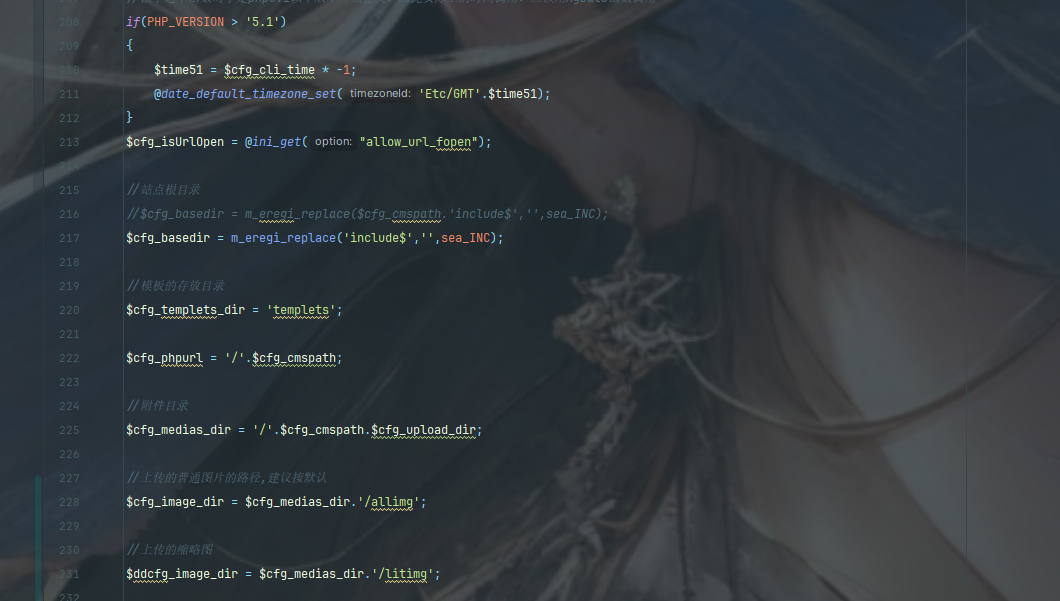 208 if(PHP_VERSION > '5.1')
209 {
210 $time51 = $cfg_cli_time * -1;
211 @date_default_timezone_set( timezoneId: 'Etc/GMT'.$time51);
212 }
213 $cfg_isUrlOpen = @ini_get( option: "allow_url_fopen");
215 //站点根目录
216 //$cfg_basedir = m_eregi_replace($cfg_cmspath.'include$','',sea_INC);
217 $cfg_basedir = m_eregi_replace('include$','',sea_INC);
218
219 //模板的存放目录
220 $cfg_templets_dir = 'templets';
221
222 $cfg_phpurl = '/'.$cfg_cmspath;
223
224 //附件目录
225 $cfg_medias_dir = '/'.$cfg_cmspath.$cfg_upload_dir;
226
227 //上传的普通图片的路径,建议按默认
228 $cfg_image_dir = $cfg_medias_dir.'/allimg';
229
230 //上传的缩略图
231 $ddcfg_image_dir = $cfg_medias_dir.'/litimg';
232